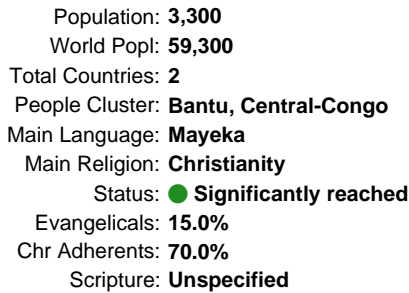 Population: 3,300
World Popl: 59,300
Total Countries: 2
People Cluster: Bantu, Central-Congo
Main Language: Mayeka
Main Religion: Christianity
Status: Significantly reached
Evangelicals: 15.0%
Chr Adherents: 70.0%
Scripture: Unspecified